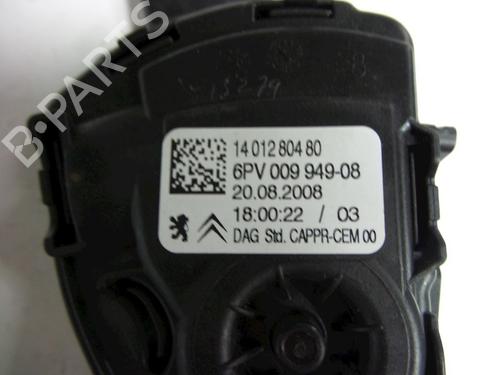 B-PARTS
14 012 804 80
6PV 009 949-08
20.08.2008
18:00:22 / 03
DAG Std. CAPPR-CEM 00